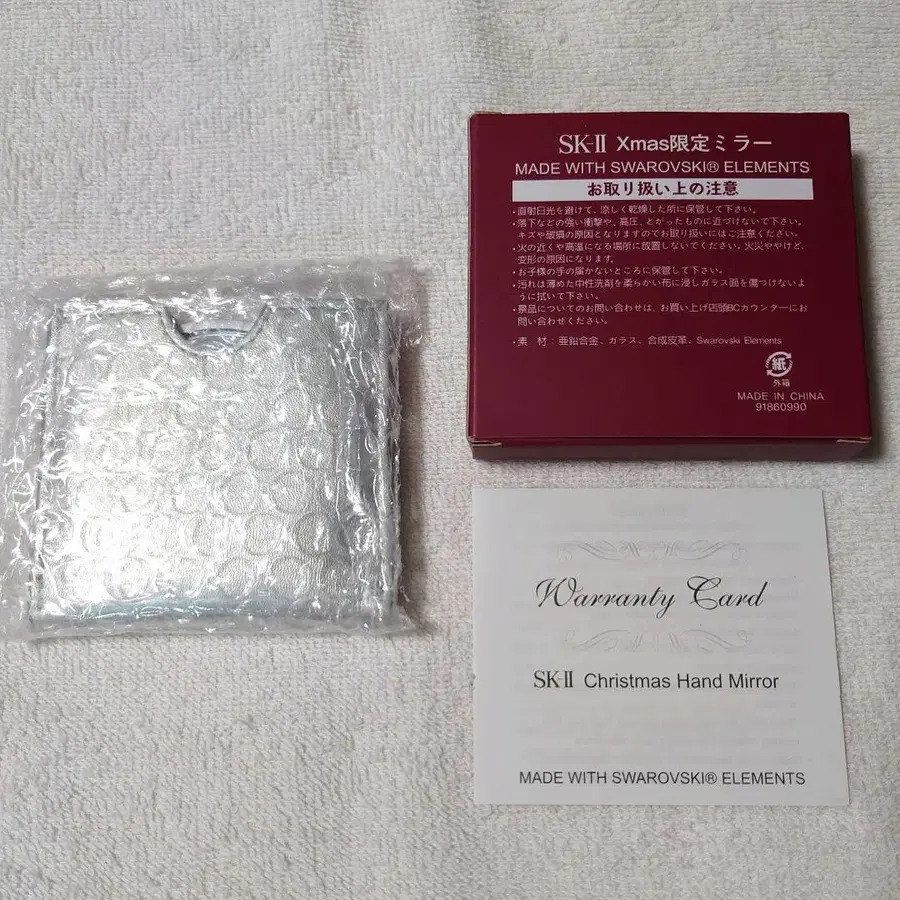 SK-II Xmas限定ミラー
MADE WITH SWAROVSKI® ELEMENTS
お取り扱い上の注意
・直射日光を避けて、涼しく乾燥した所に保管して下さい。
・落下などの強い衝撃や、高圧、とがったものに近づけないで下さい。
キズや破損の原因となりますのでお取り扱いにはご注意ください。
・火の近くや高温になる場所に放置しないでください。火災ややけど、
変形の原因になります。
・お子様の手の届かないところに保管して下さい。
・汚れは薄めた中性洗剤を柔らかい布に浸しガラス面を傷つけないよ
うに拭いて下さい。
・景品についてのお問い合わせは、お買い上げ店頭BCカウンターにお
問い合わせください。
・素 材:亜鉛合金、ガラス、合成皮革、Swarovski Elements
紙
外箱
MADE IN CHINA
91860990
Warranty Card
SK-II Christmas Hand Mirror
MADE WITH SWAROVSKI® ELEMENTS